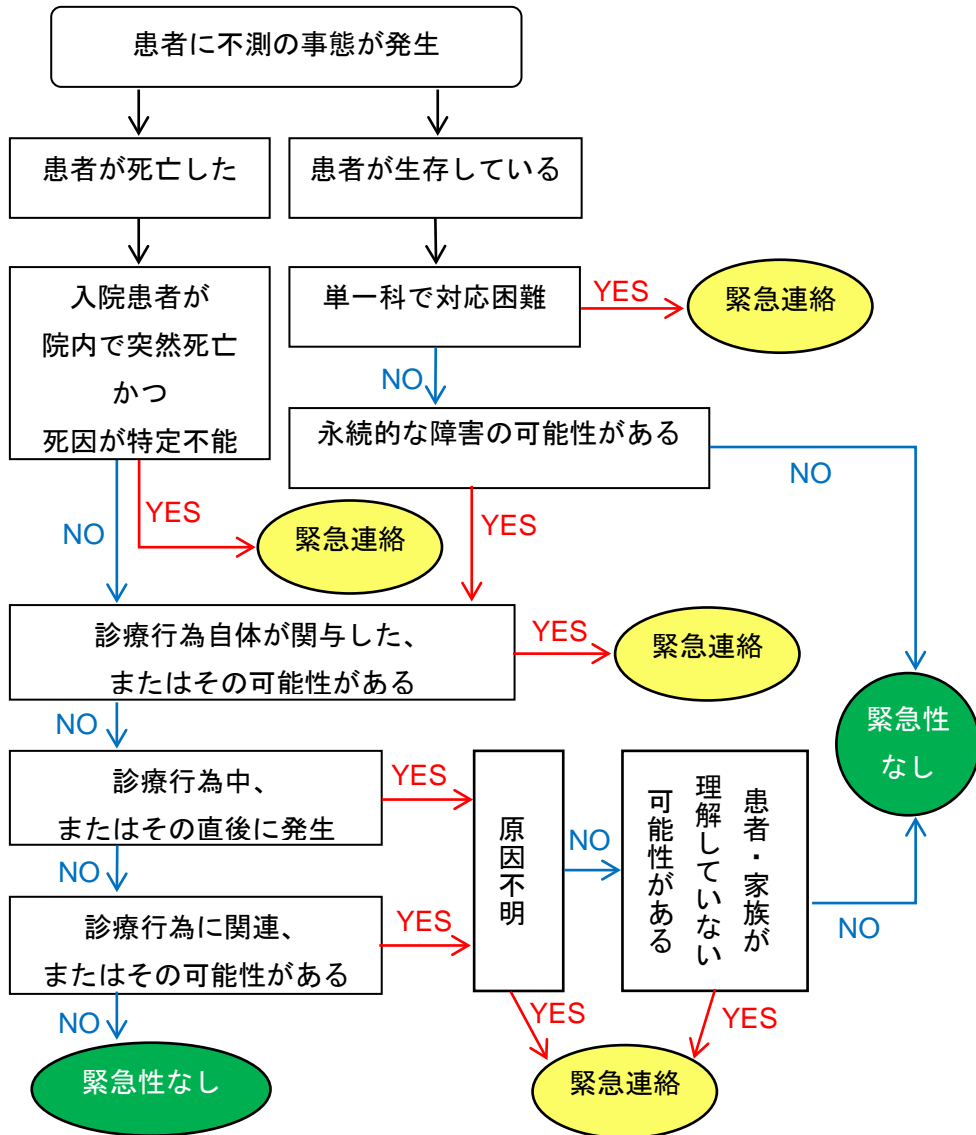 患者に不測の事態が発生
患者が死亡した
患者が生存している
入院患者が
院内で突然死亡
かつ
死因が特定不能
単一科で対応困難
YES
緊急連絡
NO
永続的な障害の可能性がある
NO
YES
緊急連絡
NO
YES
診療行為自体が関与した、
またはその可能性がある
YES
緊急連絡
NO
緊急性
なし
診療行為中、
またはその直後に発生
YES
原因不明
NO
患者・家族が
理解していない
可能性がある
NO
NO
診療行為に関連、
またはその可能性がある
YES
NO
YES
YES
緊急性なし
緊急連絡